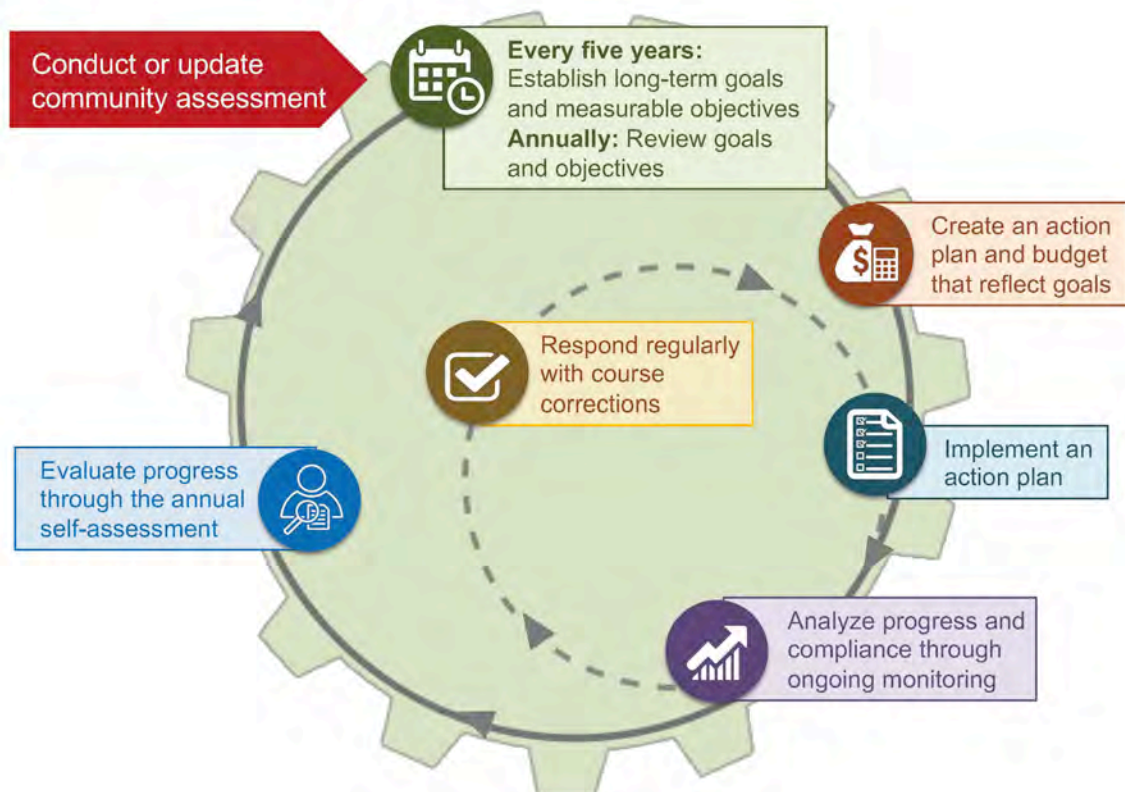 Conduct or update
community assessment
Every five years:
Establish long-term goals
and measurable objectives
Annually: Review goals
and objectives
Create an action
plan and budget
that reflect goals
$
Respond regularly
with course
corrections
Implement an
action plan
Evaluate progress
through the annual
self-assessment
Analyze progress and
compliance through
ongoing monitoring